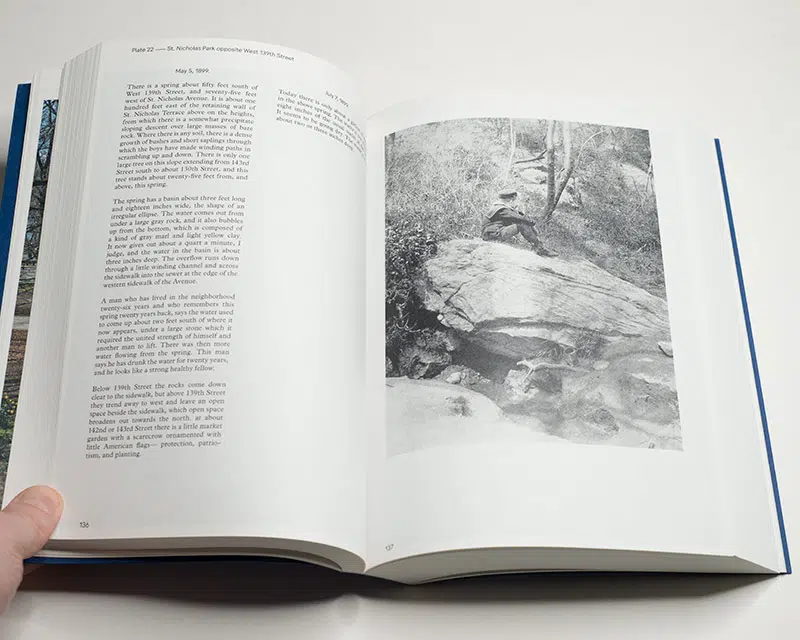 Plate 22 — St. Nicholas Park opposite West 139th Street
May 5, 1899.
There is a spring about fifty feet south of
West 139th Street, and seventy-five feet
west of St. Nicholas Avenue. It is about one
hundred feet east of the retaining wall of
St. Nicholas Terrace above on the heights,
from which there is a somewhat precipitate
sloping descent over large masses of bare
rock. Where there is any soil, there is a dense
growth of bushes and short saplings through
which the boys have made winding paths in
scrambling up and down. There is only one
large tree on this slope extending from 143rd
Street south to about 130th Street, and this
tree stands about twenty-five feet from, and
above, this spring.
The spring has a basin about three feet long
and eighteen inches wide, the shape of an
irregular ellipse. The water comes out from
under a large gray rock, and it also bubbles
up from the bottom, which is composed of
a kind of gray marl and light yellow clay.
It now gives out about a quart a minute, I
judge, and the water in the basin is about
three inches deep. The overflow runs down
through a little winding channel and across
the sidewalk into the sewer at the edge of the
western sidewalk of the Avenue.
A man who has lived in the neighborhood
twenty-six years and who remembers this
spring twenty years back, says the water used
to come up about two feet south of where it
now appears, under a large stone which it
required the united strength of himself and
another man to lift. There was then more
water flowing from the spring. This man
says he has drunk the water for twenty years,
and he looks like a strong healthy fellow.
Below 139th Street the rocks come down
clear to the sidewalk, but above 139th Street
they trend away to west and leave an open
space beside the sidewalk, which open space
broadens out towards the north. at about
142nd or 143rd Street there is a little market
garden with a scarecrow ornamented with
little American flags— protection, patrio-
tism, and planting.
136
July 7, 1899.
Today there is only about a
in the above spring. The
eight inches of the
It seems to be going dry.
about two or three inches
137